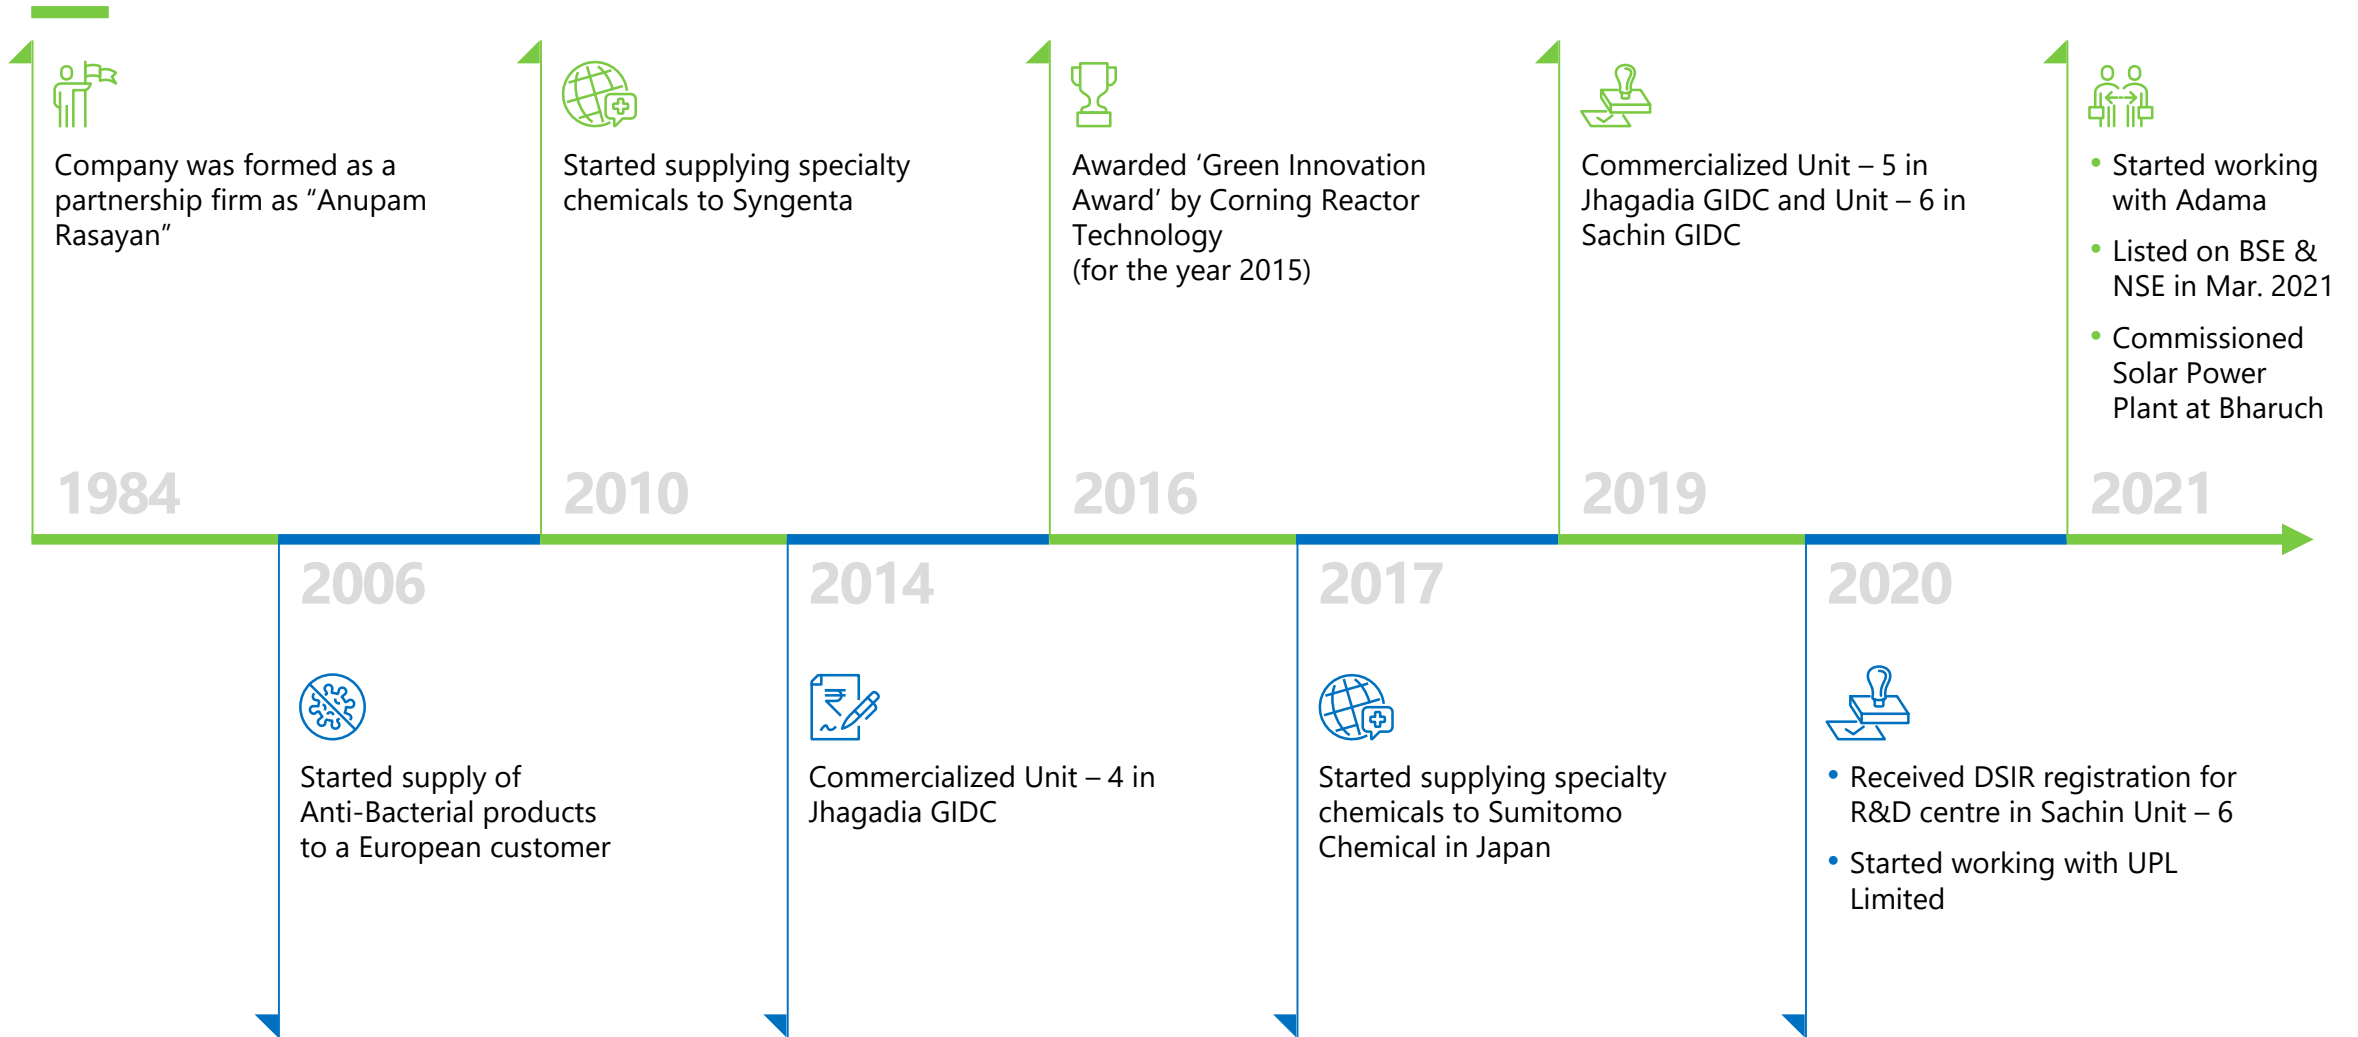 Company was formed as a
partnership firm as “Anupam
Rasayan”
1984
2006
Started supply of
Anti-Bacterial products
to a European customer
Started supplying specialty
chemicals to Syngenta
2010
2014
Commercialized Unit – 4 in
Jhagadia GIDC
Awarded ‘Green Innovation
Award’ by Corning Reactor
Technology
(for the year 2015)
2016
2017
Started supplying specialty
chemicals to Sumitomo
Chemical in Japan
Commercialized Unit – 5 in
Jhagadia GIDC and Unit – 6 in
Sachin GIDC
2019
2020
• Received DSIR registration for
R&D centre in Sachin Unit – 6
• Started working with UPL
Limited
• Started working
with Adama
• Listed on BSE &
NSE in Mar. 2021
• Commissioned
Solar Power
Plant at Bharuch
2021